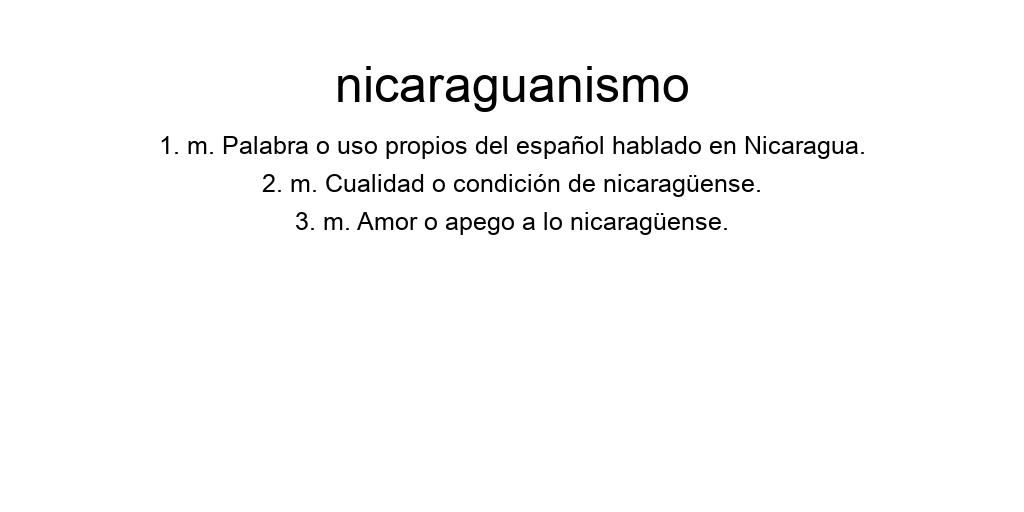 nicaraguanismo
1. m. Palabra o uso propios del español hablado en Nicaragua.
2. m. Cualidad o condición de nicaragüense.
3. m. Amor o apego a lo nicaragüense.